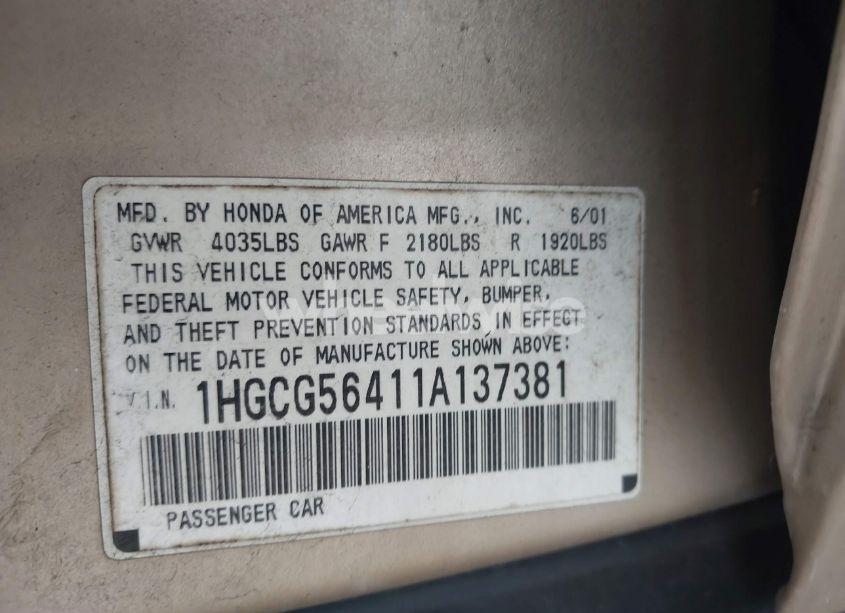 MFD. BY HONDA OF AMERICA MFG., INC. 6/01
GVWR 4035LBS GAWR F 2180LBS R 1920LBS
THIS VEHICLE CONFORMS TO ALL APPLICABLE
FEDERAL MOTOR VEHICLE SAFETY, BUMPER,
AND THEFT PREVENTION STANDARDS IN EFFECT
ON THE DATE OF MANUFACTURE SHOWN ABOVE:
V.I.N. 1HGCG56411A137381
PASSENGER CAR